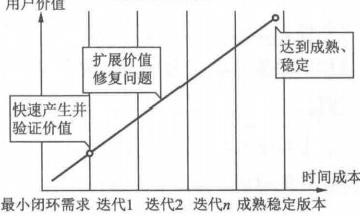 用户价值
扩展价值
修复问题
达到成熟、
稳定
快速产生并
验证价值
时间成本
最小闭环需求 迭代1 迭代2 迭代n 成熟稳定版本